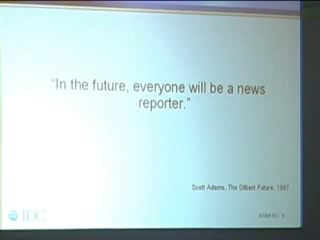 “In the future, everyone will be a news
reporter.”
Scott Adams, The Dilbert Future, 1997
IDC